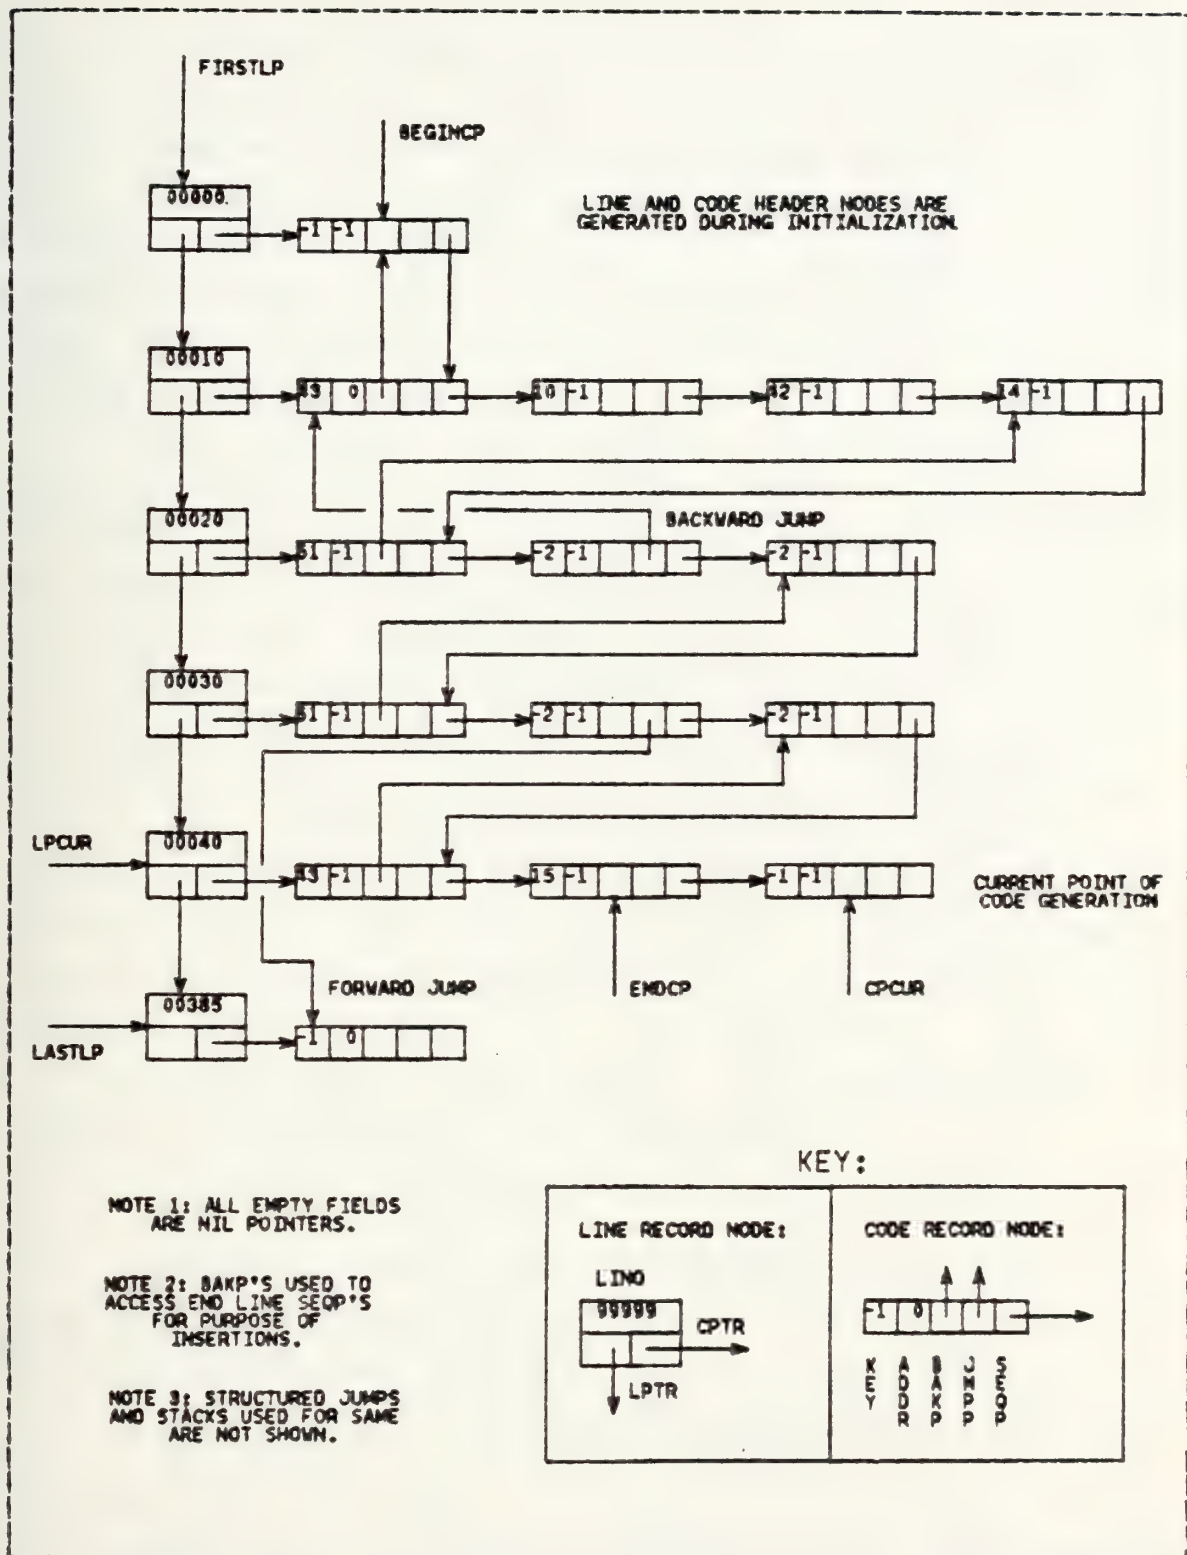 FIRSTLP
BEGINCP
00000
LINE AND CODE HEADER NODES ARE
GENERATED DURING INITIALIZATION
-1 -1
00010
0
10 -1
-1
14 -1
00020
BACKWARD JUMP
-1
-2 -1
-2 -1
00030
-1
-2 -1
-2 -1
LPCUR
00040
-1
15 -1
-1 -1
CURRENT POINT OF
CODE GENERATION
FORWARD JUMP
ENDCP
CPCUR
00385
-1 0
LASTLP
KEY:
NOTE 1: ALL EMPTY FIELDS
ARE NIL POINTERS.
NOTE 2: BAKP'S USED TO
ACCESS END LINE SEQP'S
FOR PURPOSE OF
INSERTIONS.
NOTE 3: STRUCTURED JUMPS
AND STACKS USED FOR SAME
ARE NOT SHOWN.
LINE RECORD NODE:
LINO
99999
CPTR
LPTR
CODE RECORD NODE:
-1 0
KEY
ADDR
BAKP
JMPP
SEQP